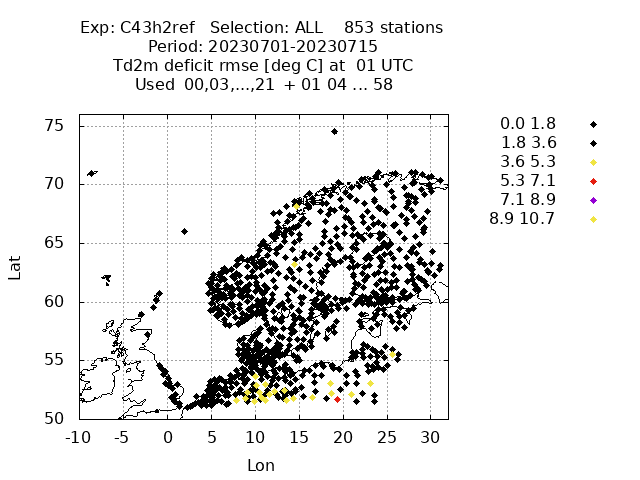 Exp: C43h2ref   Selection: ALL    853 stations
Period: 20230701-20230715
Td2m deficit rmse [deg C] at  01 UTC
Used  00,03,...,21  + 01 04 ... 58
0.0 1.8
1.8 3.6
3.6 5.3
5.3 7.1
7.1 8.9
8.9 10.7
75
70
65
60
55
50
Lat
-10 -5 0 5 10 15 20 25 30
Lon